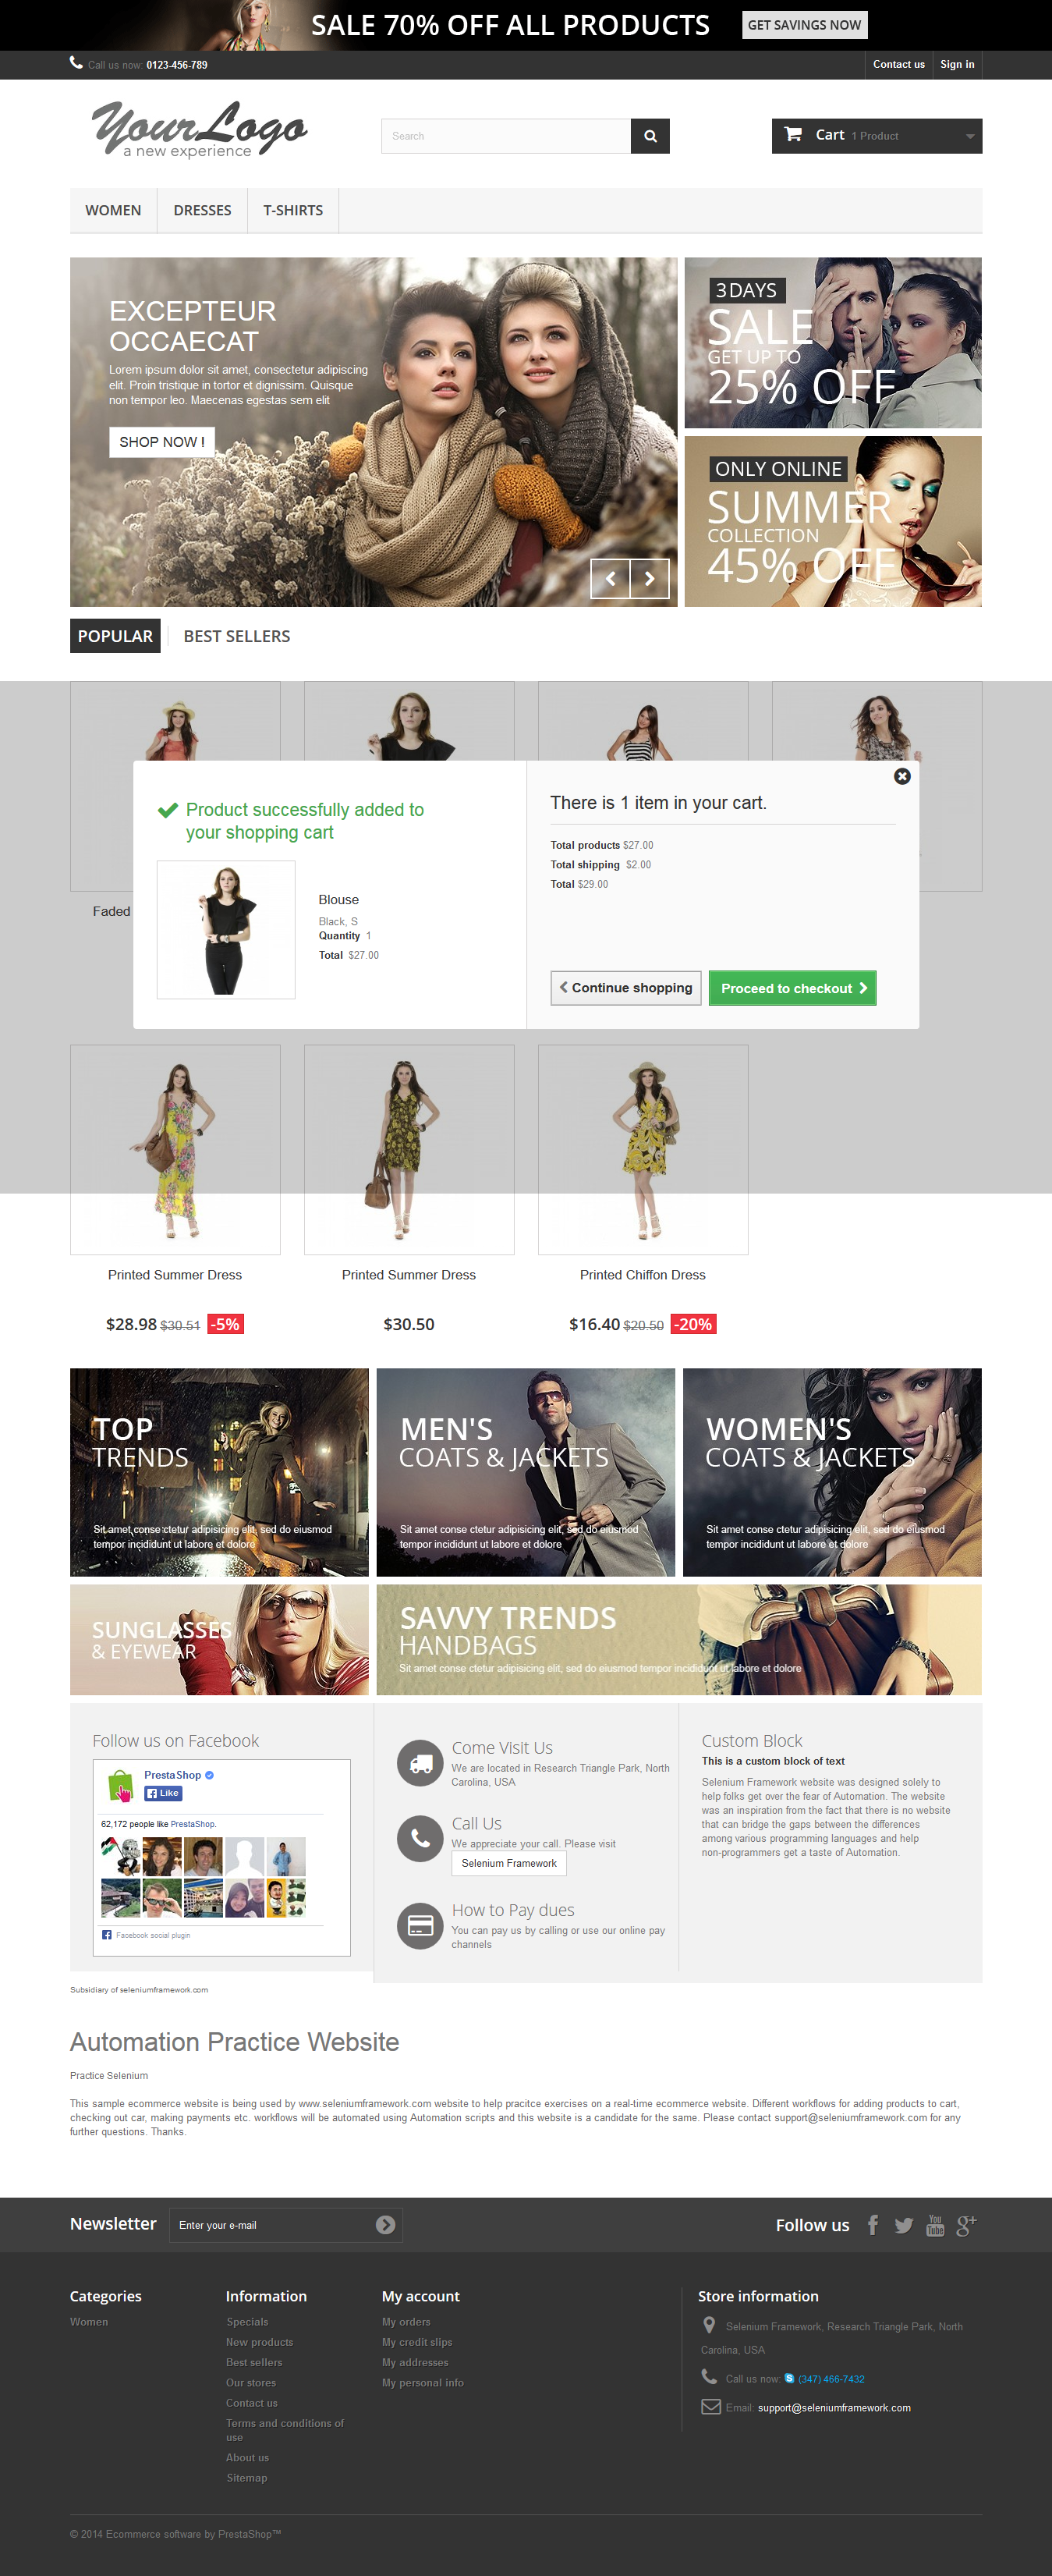 SALE 70% OFF ALL PRODUCTS
GET SAVINGS NOW
Call us now: 0123-456-789
Contact us
Sign in
YourLogo
a new experience
Search
Cart 1 Product
WOMEN
DRESSES
T-SHIRTS
EXCEPTEUR
OCCAECAT
Lorem ipsum dolor sit amet, consectetur adipiscing
elit. Proin tristique in tortor et dignissim. Quisque
non tempor leo. Maecenas egestas sem elit
SHOP NOW !
3 DAYS
SALE
GET UP TO
25% OFF
ONLY ONLINE
SUMMER
COLLECTION
45% OFF
POPULAR
BEST SELLERS
Product successfully added to
your shopping cart
Blouse
Black, S
Quantity 1
Total $27.00
There is 1 item in your cart.
Total products $27.00
Total shipping $2.00
Total $29.00
Continue shopping
Proceed to checkout
Faded
Printed Summer Dress
$28.98 $30.51 -5%
Printed Summer Dress
$30.50
Printed Chiffon Dress
$16.40 $20.50 -20%
TOP
TRENDS
Sit amet conse ctetur adipisicing elit, sed do eiusmod
tempor incididunt ut labore et dolore
MEN'S
COATS & JACKETS
Sit amet conse ctetur adipisicing elit, sed do eiusmod
tempor incididunt ut labore et dolore
WOMEN'S
COATS & JACKETS
Sit amet conse ctetur adipisicing elit, sed do eiusmod
tempor incididunt ut labore et dolore
SUNGLASSES
& EYEWEAR
SAVVY TRENDS
HANDBAGS
Sit amet conse ctetur adipisicing elit, sed do eiusmod tempor incididunt ut labore et dolore
Follow us on Facebook
PrestaShop
Like
62,172 people like PrestaShop.
Facebook social plugin
Come Visit Us
We are located in Research Triangle Park, North
Carolina, USA
Call Us
We appreciate your call. Please visit
Selenium Framework
How to Pay dues
You can pay us by calling or use our online pay
channels
Custom Block
This is a custom block of text
Selenium Framework website was designed solely to
help folks get over the fear of Automation. The website
was an inspiration from the fact that there is no website
that can bridge the gaps between the differences
among various programming languages and help
non-programmers get a taste of Automation.
Subsidiary of seleniumframework.com
Automation Practice Website
Practice Selenium
This sample ecommerce website is being used by www.seleniumframework.com website to help pracitce exercises on a real-time ecommerce website. Different workflows for adding products to cart,
checking out car, making payments etc. workflows will be automated using Automation scripts and this website is a candidate for the same. Please contact support@seleniumframework.com for any
further questions. Thanks.
Newsletter
Enter your e-mail
Follow us
You
Tube
g+
Categories
Women
Information
Specials
New products
Best sellers
Our stores
Contact us
Terms and conditions of
use
About us
Sitemap
My account
My orders
My credit slips
My addresses
My personal info
Store information
Selenium Framework, Research Triangle Park, North
Carolina, USA
Call us now: (347) 466-7432
Email: support@seleniumframework.com
© 2014 Ecommerce software by PrestaShop™